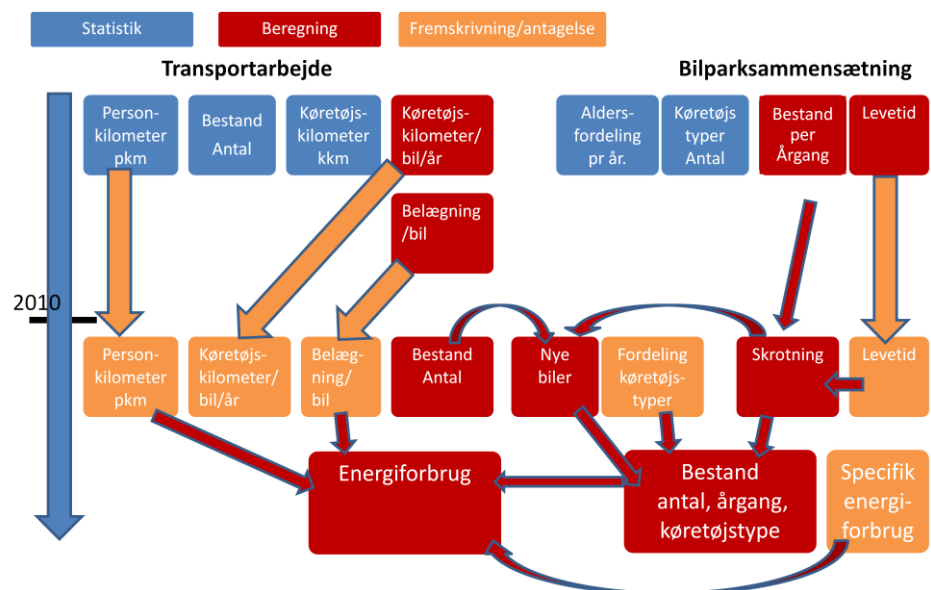 Statistik
Beregning
Fremskrivning/antagelse
Transportarbejde
Bilparksammensætning
Person-
kilometer
pkm
Bestand
Antal
Køretøjs-
kilometer
kkm
Køretøjs-
kilometer/
bil/år
Alders-
fordeling
pr år.
Køretøjs
typer
Antal
Bestand
per
Årgang
Levetid
Belægning
/bil
2010
Person-
kilometer
pkm
Køretøjs-
kilometer/
bil/år
Belæg-
ning/
bil
Bestand
Antal
Nye
biler
Fordeling
køretøjs-
typer
Skrotning
Levetid
Energiforbrug
Bestand
antal, årgang,
køretøjstype
Specifik
energi-
forbrug